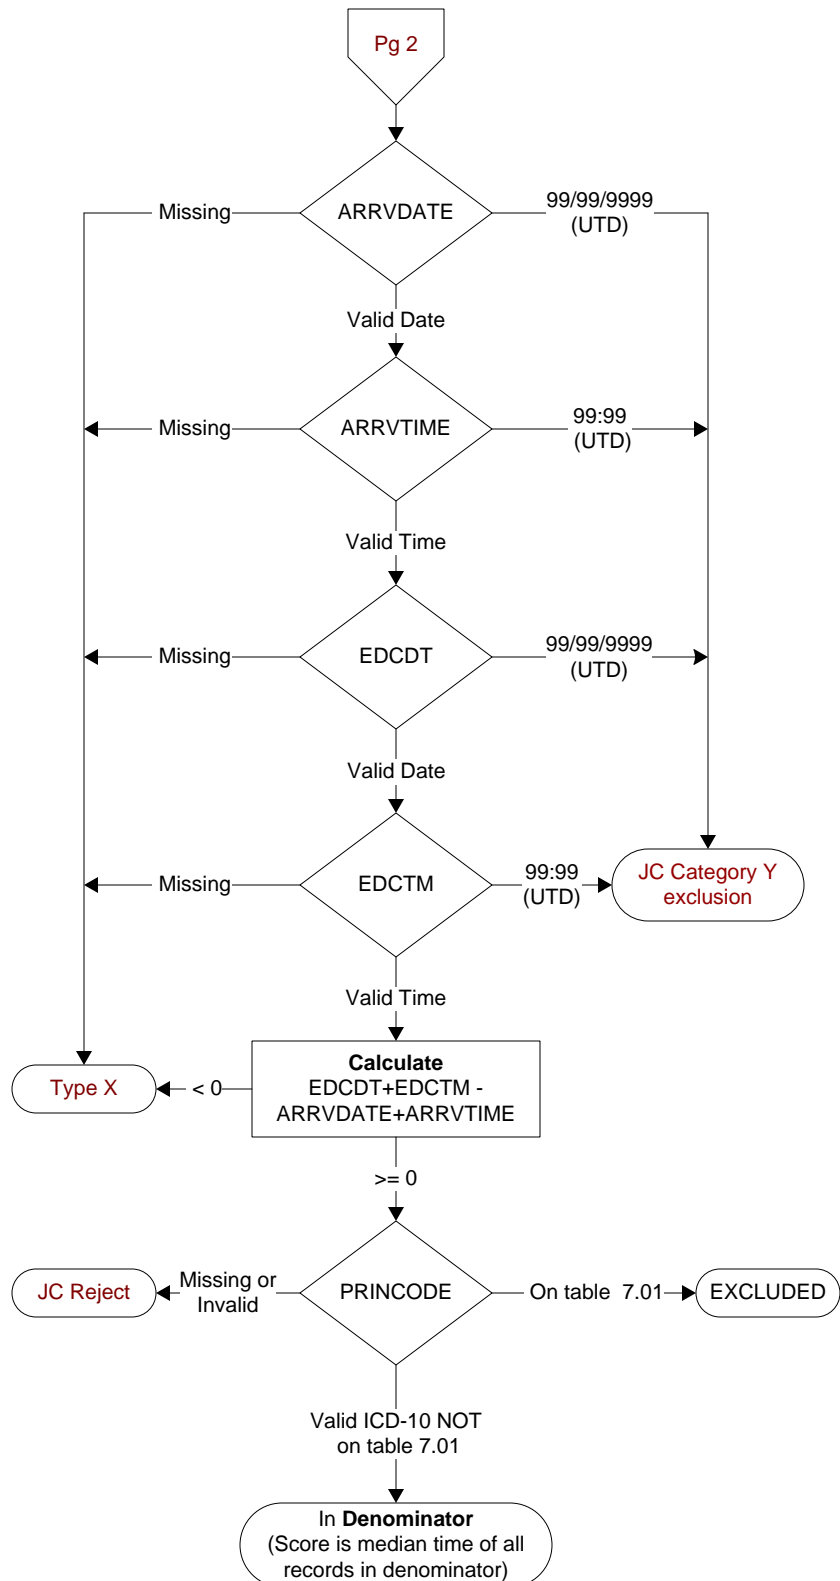 Pg 2
ARRVDATE
Missing
99/99/9999
(UTD)
Valid Date
ARRVTIME
Missing
99:99
(UTD)
Valid Time
EDCDT
Missing
99/99/9999
(UTD)
Valid Date
EDCTM
Missing
99:99
(UTD)
JC Category Y
exclusion
Valid Time
Calculate
EDCDT+EDCTM -
ARRVDATE+ARRVTIME
< 0
Type X
>= 0
PRINCODE
Missing or
Invalid
JC Reject
On table 7.01
EXCLUDED
Valid ICD-10 NOT
on table 7.01
In Denominator
(Score is median time of all
records in denominator)